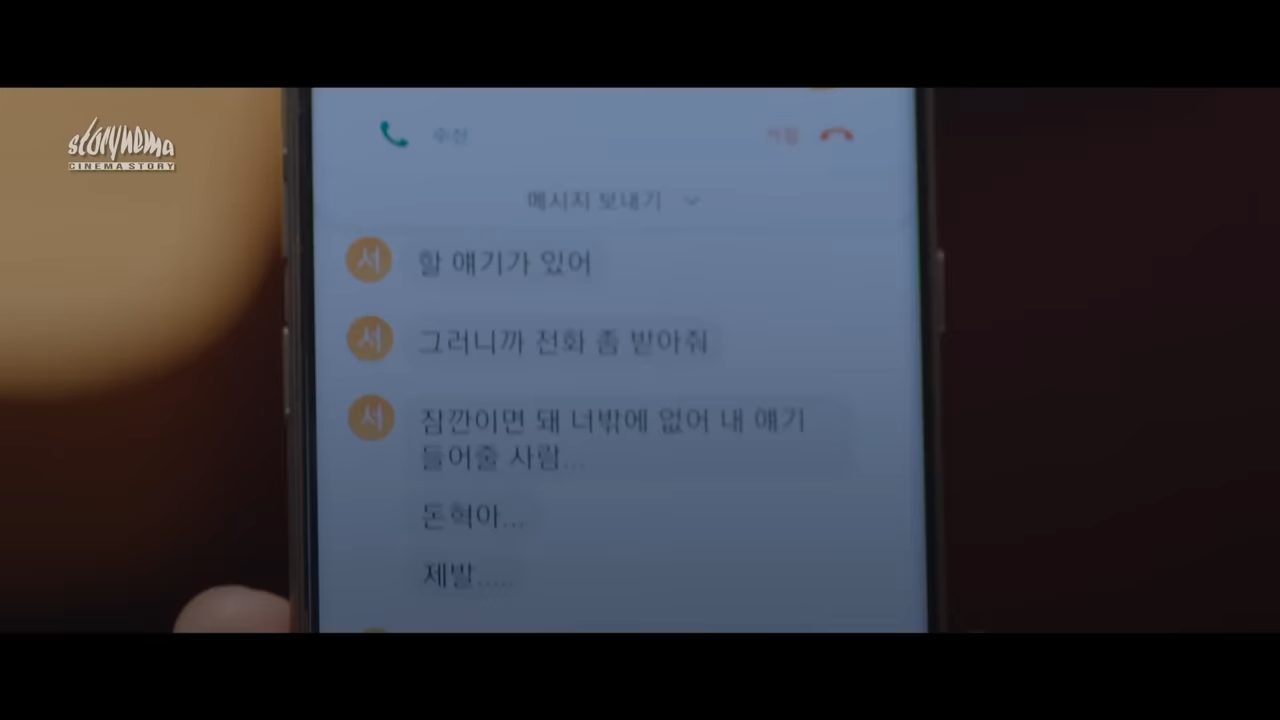 storynema
CINEMA STORY
수신
거절
메시지 보내기
서
할 얘기가 있어
서
그러니까 전화 좀 받아줘
서
잠깐이면 돼 너밖에 없어 내 얘기
들어줄 사람...
돈혁아...
제발.....